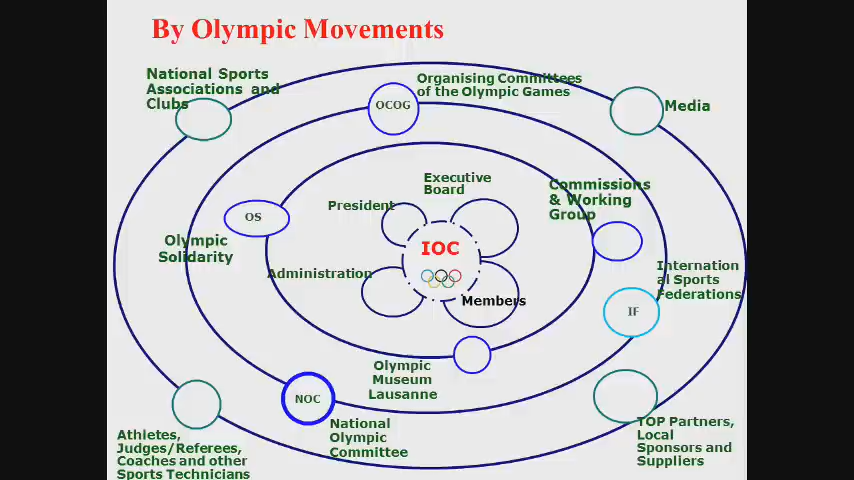 By Olympic Movements
National Sports
Associations and
Clubs
OCOG
Organising Committees
of the Olympic Games
Media
Executive
Board
President
Commissions
& Working
Group
OS
Olympic
Solidarity
IOC
Administration
Members
Internation
al Sports
Federations
IF
Olympic
Museum
Lausanne
NOC
National
Olympic
Committee
Athletes,
Judges/Referees,
Coaches and other
Sports Technicians
TOP Partners,
Local
Sponsors and
Suppliers